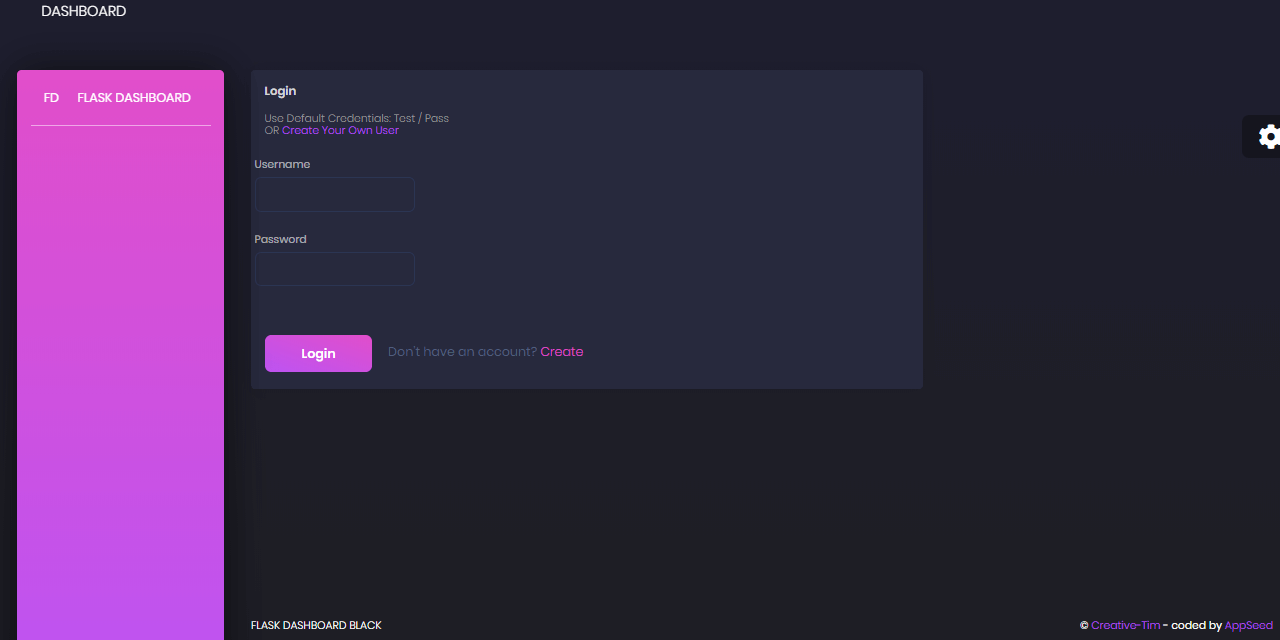 DASHBOARD
FD FLASK DASHBOARD
Login
Use Default Credentials: Test / Pass
OR Create Your Own User
Username
Password
Login Don't have an account? Create
FLASK DASHBOARD BLACK
© Creative-Tim - coded by AppSeed